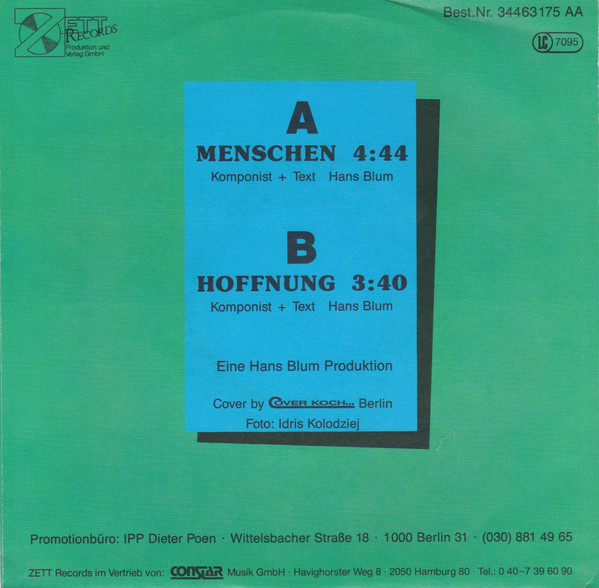 ZETT
RECORDS
Produktion und
Verlag GmbH
Best.Nr. 34463175 AA
LC 7095
A
MENSCHEN 4:44
Komponist + Text Hans Blum
B
HOFFNUNG 3:40
Komponist + Text Hans Blum
Eine Hans Blum Produktion
Cover by COVER KOCH... Berlin
Foto: Idris Kolodziej
Promotionbüro: IPP Dieter Poen · Wittelsbacher Straße 18 · 1000 Berlin 31 · (030) 881 49 65
ZETT Records im Vertrieb von: CONSTAR Musik GmbH · Havighorster Weg 8 · 2050 Hamburg 80 · Tel.: 0 40-7 39 60 90